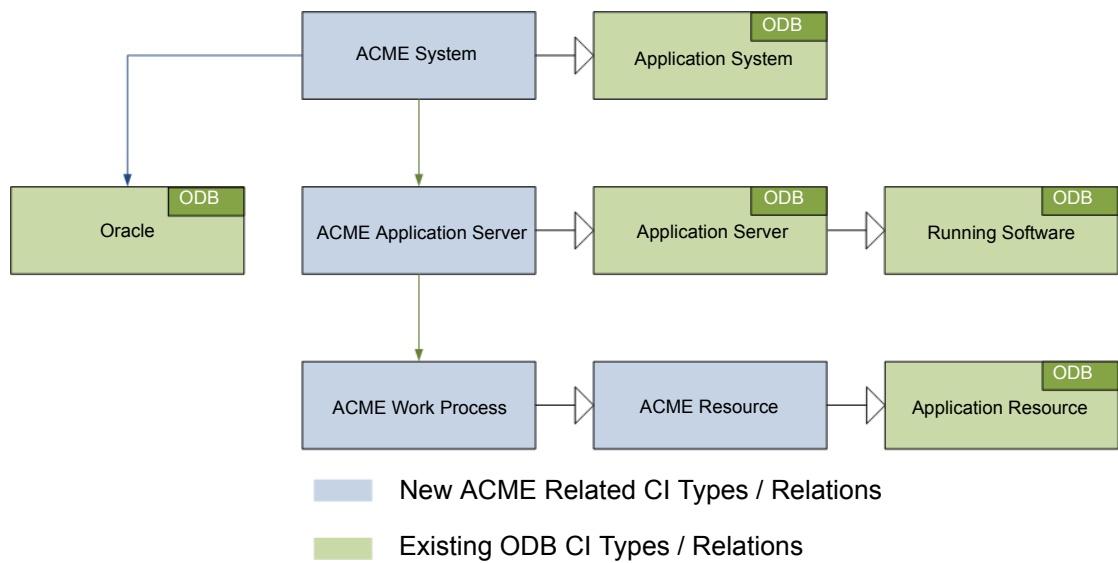 ODB
ACME System
Application System
ODB
Oracle
ACME Application Server
ODB
Application Server
ODB
Running Software
ACME Work Process
ACME Resource
ODB
Application Resource
New ACME Related CI Types / Relations
Existing ODB CI Types / Relations